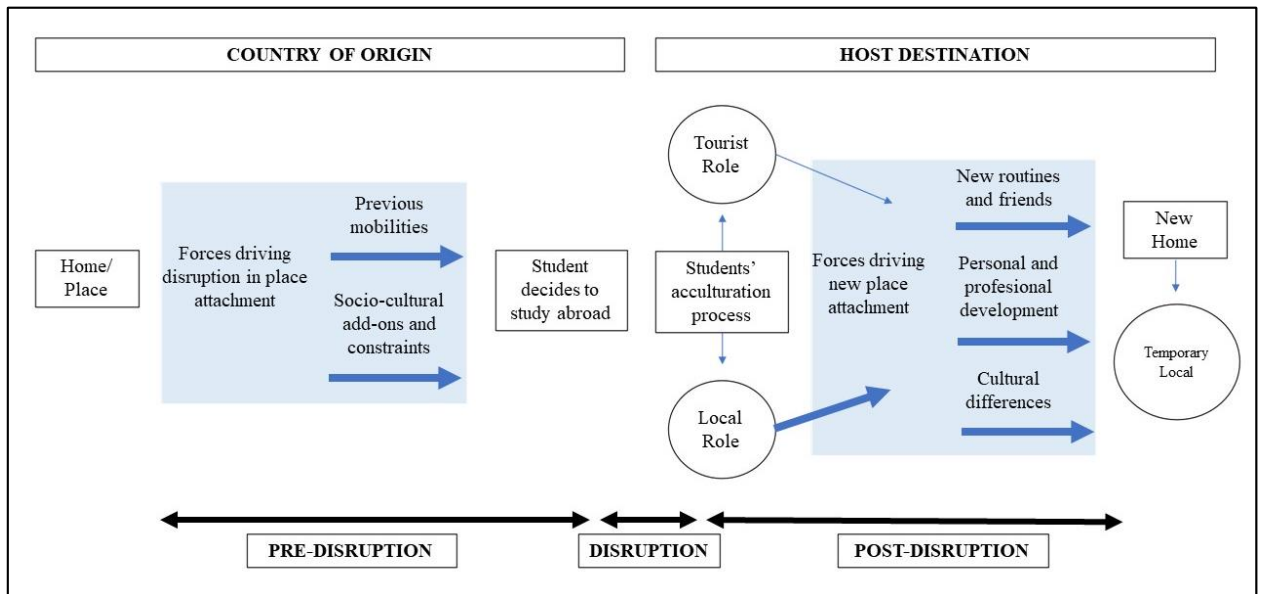 COUNTRY OF ORIGIN
HOST DESTINATION
Home/
Place
Forces driving
disruption in place
attachment
Previous
mobilities
Socio-cultural
add-ons and
constraints
Student
decides to
study abroad
Tourist
Role
Students’
acculturation
process
Local
Role
Forces driving
new place
attachment
New routines
and friends
Personal and
profesional
development
Cultural
differences
New
Home
Temporary
Local
PRE-DISRUPTION
DISRUPTION
POST-DISRUPTION